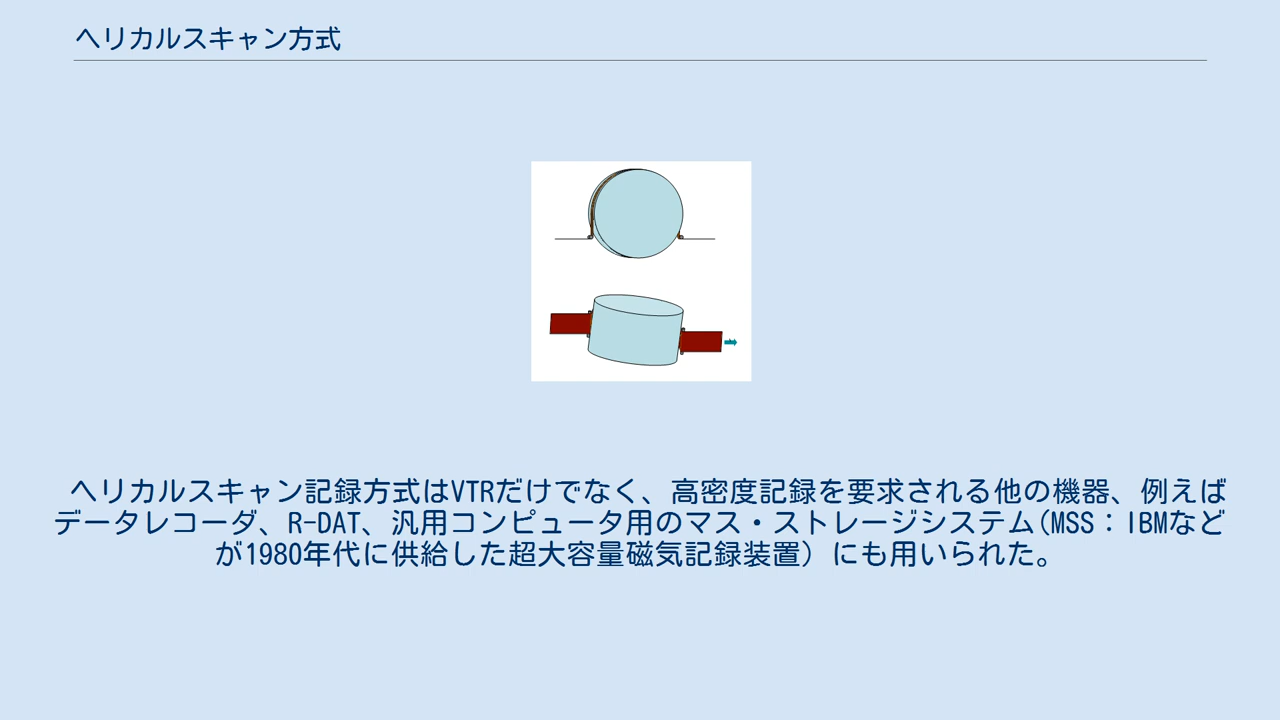 ヘリカルスキャン方式
ヘリカルスキャン記録方式はVTRだけでなく、高密度記録を要求される他の機器、例えば
データレコーダ、R-DAT、汎用コンピュータ用のマス・ストレージシステム(MSS：IBMなど
が1980年代に供給した超大容量磁気記録装置）にも用いられた。